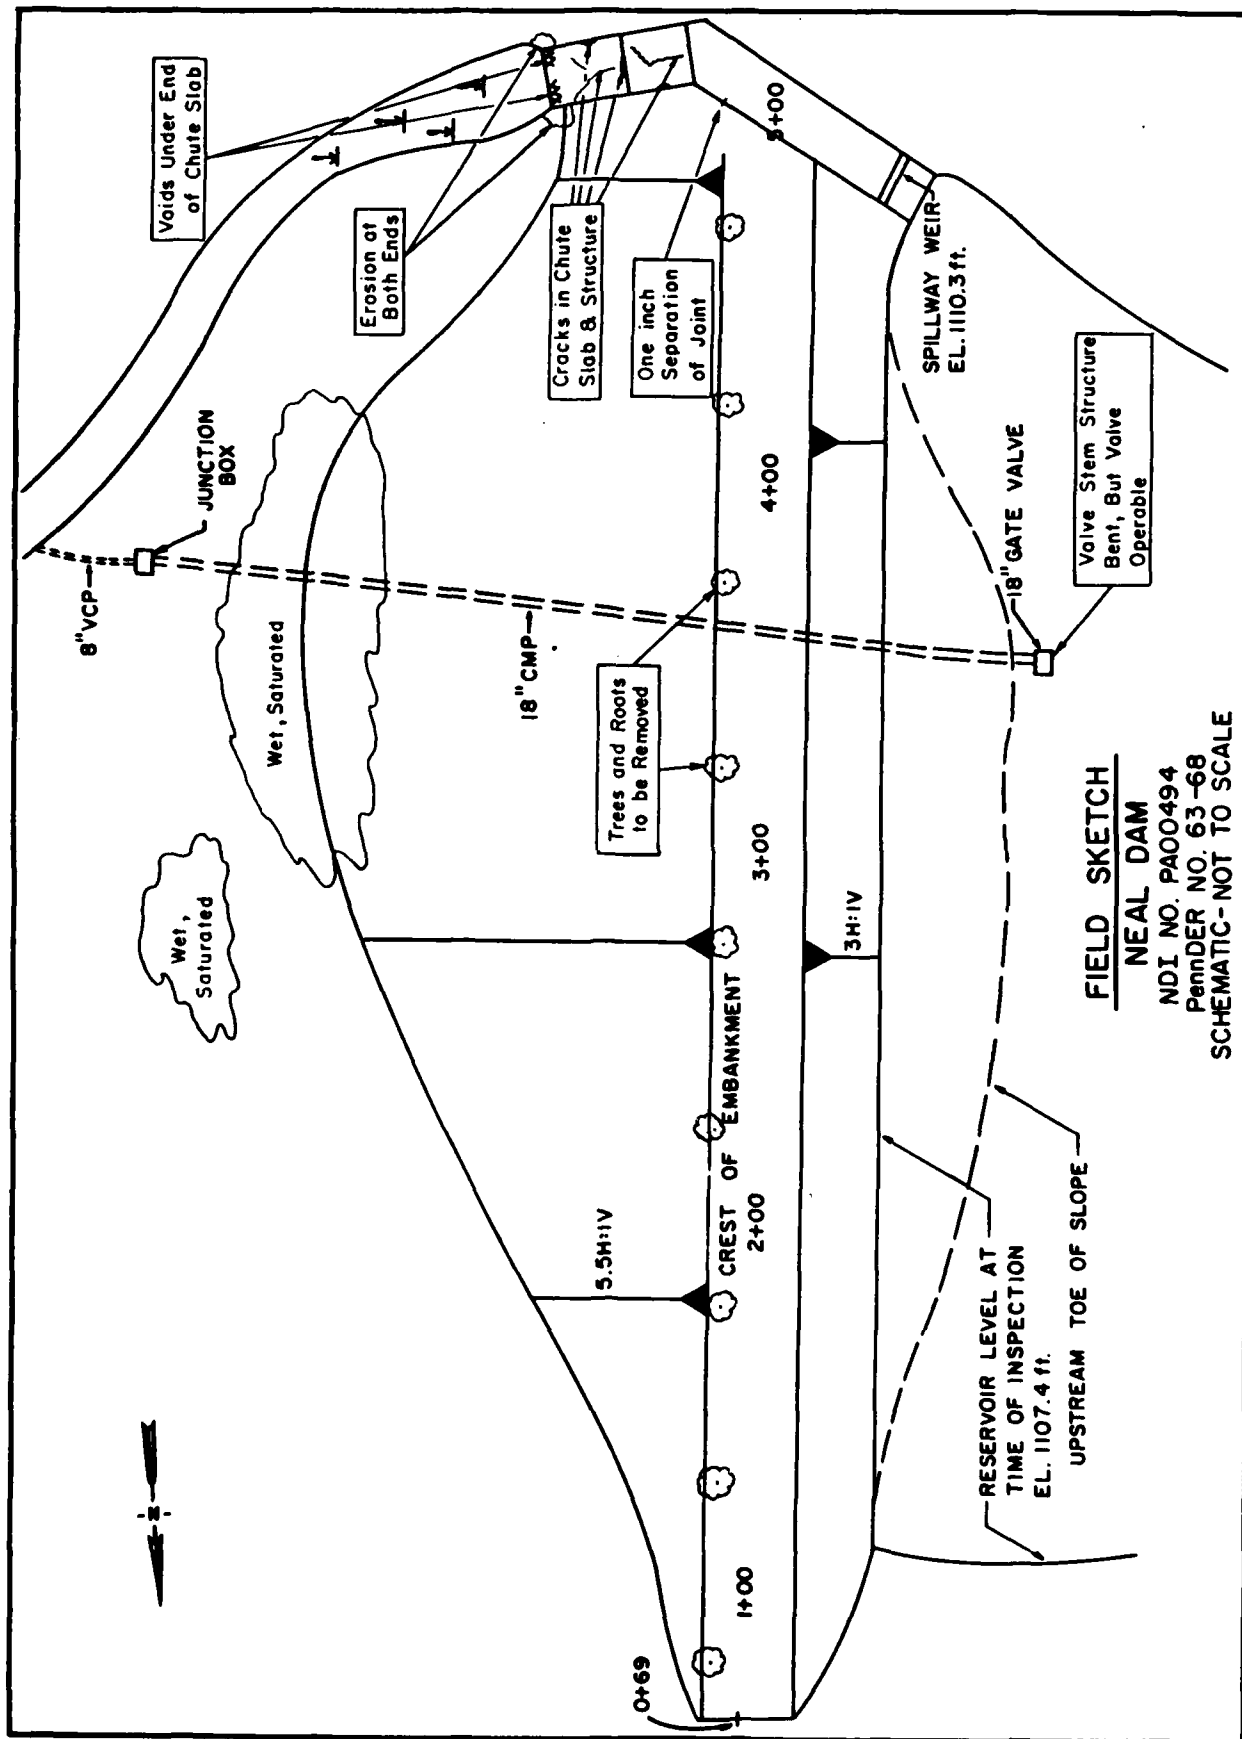 Voids Under End
of Chute Slab
Erosion at
Both Ends
Cracks in Chute
Slab & Structure
One inch
Separation
of Joint
5+00
SPILLWAY WEIR
EL. 1110.3 ft.
JUNCTION
BOX
8" VCP
Wet, Saturated
18" CMP
Trees and Roots
to be Removed
4+00
18" GATE VALVE
Valve Stem Structure
Bent, But Valve
Operable
Wet,
Saturated
3+00
3H:1V
CREST OF EMBANKMENT
2+00
5.5H:1V
N
1+00
0+69
RESERVOIR LEVEL AT
TIME OF INSPECTION
EL. 1107.4 ft.
UPSTREAM TOE OF SLOPE
FIELD SKETCH
NEAL DAM
NDI NO. PA00494
PennDER NO. 63-68
SCHEMATIC-NOT TO SCALE